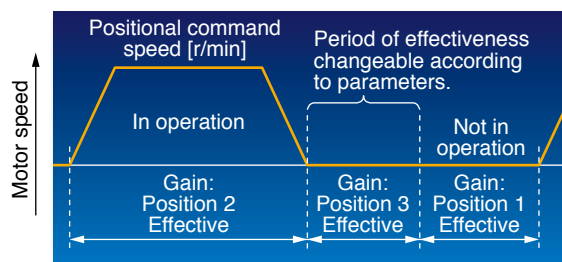 Positional command
speed [r/min]
Period of effectiveness
changeable according
to parameters.
Motor speed
In operation
Not in
operation
Gain:
Position 2
Effective
Gain:
Position 3
Effective
Gain:
Position 1
Effective